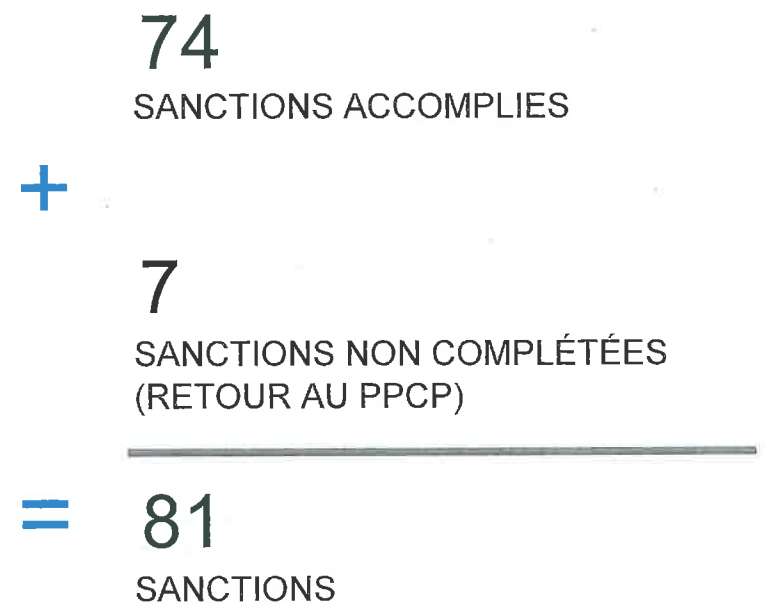 74
SANCTIONS ACCOMPLIES
+
7
SANCTIONS NON COMPLÉTÉES
(RETOUR AU PPCP)
= 81
SANCTIONS